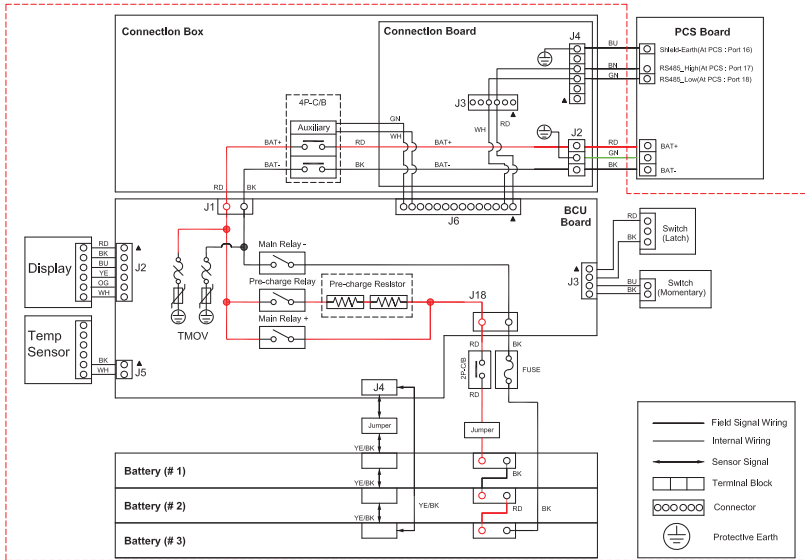 Connection Box
Connection Board
J4
PCS Board
BU
Shield-Earth(At PCS : Port 16)
BN
RS485_High(At PCS : Port 17)
GN
RS485_Low(At PCS : Port 18)
J3
4P-C/B
Auxiliary
GN
WH
WH
RD
J2
BAT+
RD
BAT+
RD
BAT+
GN
BAT-
BK
BAT-
BK
BAT-
RD
BK
J1
J6
BCU
Board
RD
BK
Switch
(Latch)
Display
RD
BK
BU
YE
OG
WH
J2
Main Relay -
Pre-charge Relay
Pre-charge Resistor
Main Relay +
TMOV
J18
J3
BU
BK
Switch
(Momentary)
Temp
Sensor
BK
WH
J5
RD
BK
2P-C/B
FUSE
RD
J4
Jumper
Jumper
YE/BK
Battery (# 1)
BK
YE/BK
Battery (# 2)
YE/BK
RD
BK
YE/BK
Battery (# 3)
Field Signal Wiring
Internal Wiring
Sensor Signal
Terminal Block
Connector
Protective Earth